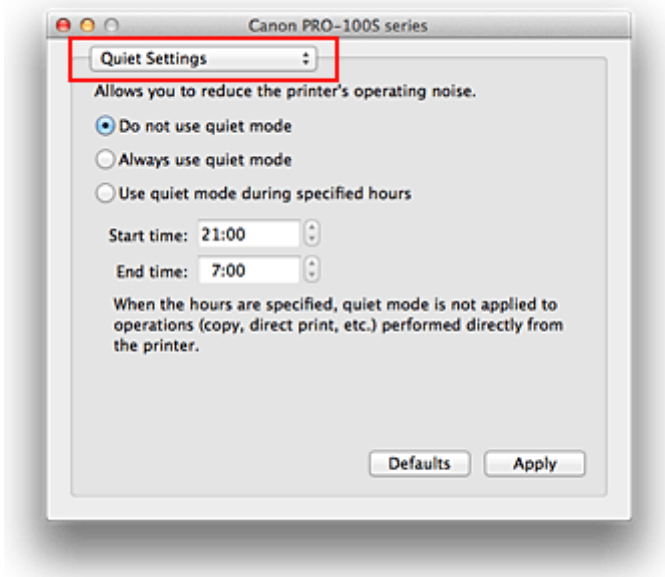 Canon PRO-100S series
Quiet Settings
Allows you to reduce the printer's operating noise.
Do not use quiet mode
Always use quiet mode
Use quiet mode during specified hours
Start time: 21:00
End time: 7:00
When the hours are specified, quiet mode is not applied to
operations (copy, direct print, etc.) performed directly from
the printer.
Defaults Apply